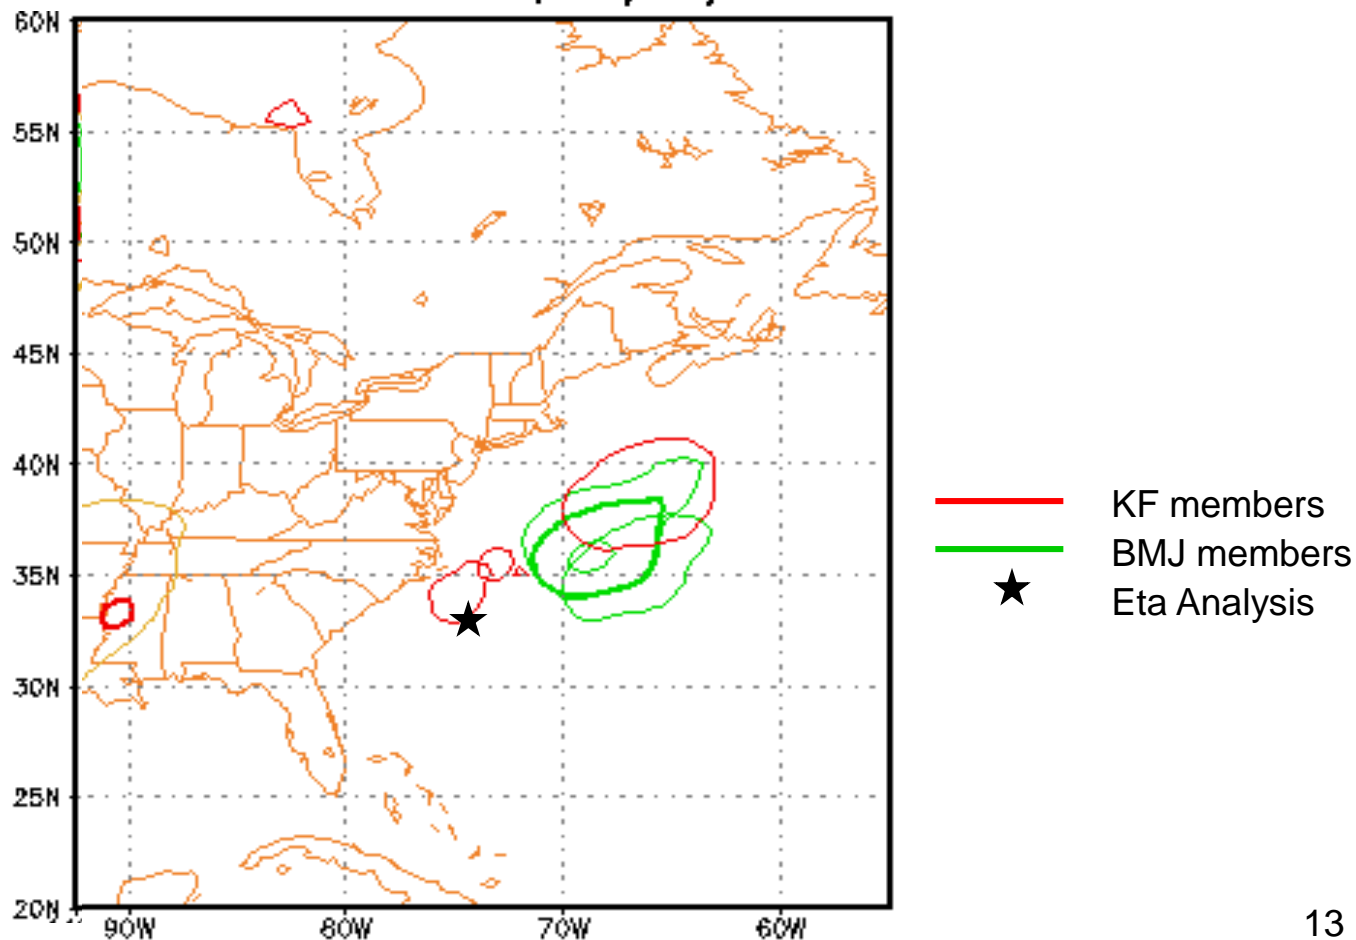 60N
55N
50N
45N
40N
35N
30N
25N
20N
90W
80W
70W
60W
KF members
BMJ members
Eta Analysis
13